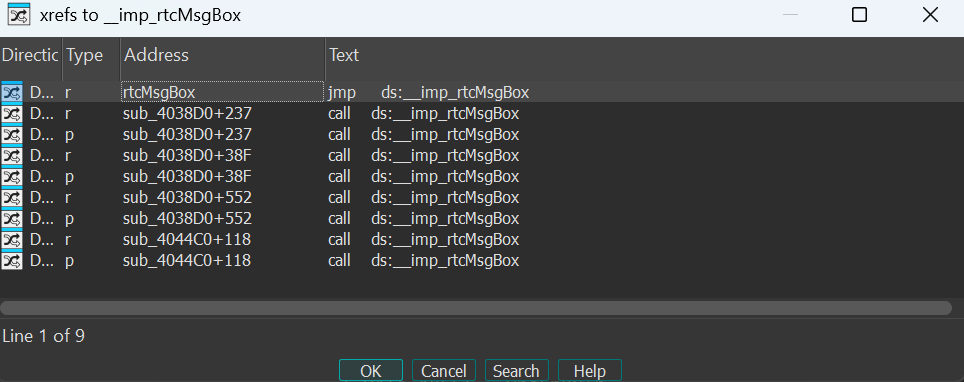 xrefs to __imp_rtcMsgBox
Directic Type Address Text
D... r rtcMsgBox jmp ds:__imp_rtcMsgBox
D... r sub_4038D0+237 call ds:__imp_rtcMsgBox
D... p sub_4038D0+237 call ds:__imp_rtcMsgBox
D... r sub_4038D0+38F call ds:__imp_rtcMsgBox
D... p sub_4038D0+38F call ds:__imp_rtcMsgBox
D... r sub_4038D0+552 call ds:__imp_rtcMsgBox
D... p sub_4038D0+552 call ds:__imp_rtcMsgBox
D... r sub_4044C0+118 call ds:__imp_rtcMsgBox
D... p sub_4044C0+118 call ds:__imp_rtcMsgBox
Line 1 of 9
OK Cancel Search Help